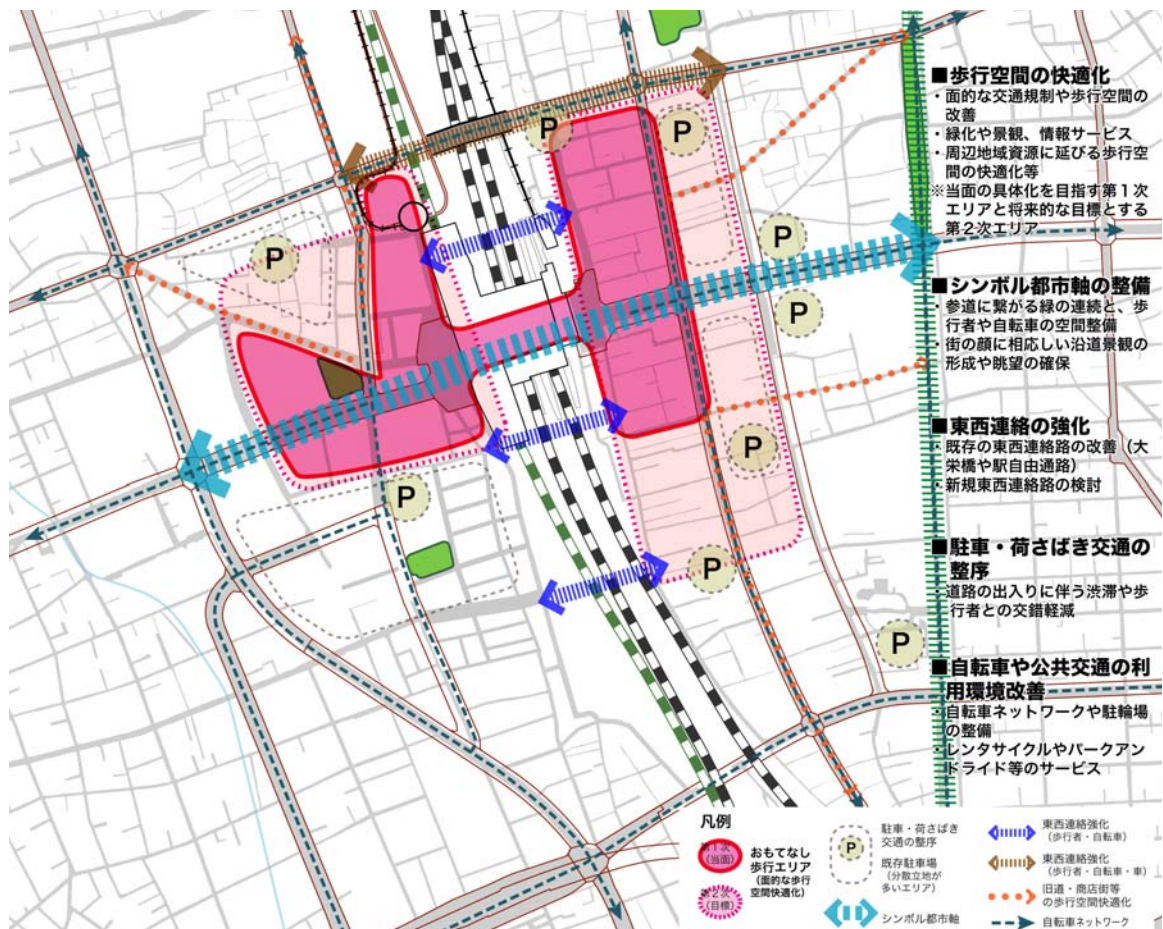 ■歩行空間の快適化
・面的な交通規制や歩行空間の
改善
・緑化や景観、情報サービス
・周辺地域資源に延びる歩行空
間の快適化等
※当面の具体化を目指す第1次
エリアと将来的な目標とする
第2次エリア
■シンボル都市軸の整備
・参道に繋がる緑の連続と、歩
行者や自転車の空間整備
・街の顔に相応しい沿道景観の
形成や眺望の確保
■東西連絡の強化
・既存の東西連絡路の改善（大
栄橋や駅自由通路）
・新規東西連絡路の検討
■駐車・荷さばき交通の
整序
・道路の出入りに伴う渋滞や歩
行者との交錯軽減
■自転車や公共交通の利
用環境改善
・自転車ネットワークや駐輪場
の整備
・レンタサイクルやパークアン
ドライド等のサービス
P
P
P
P
P
P
P
P
P
凡例
第1次
（当面）
第2次
（目標）
おもてなし
歩行エリア
（面的な歩行
空間快適化）
P
駐車・荷さばき
交通の整序
既存駐車場
（分散立地が
多いエリア）
シンボル都市軸
東西連絡強化
（歩行者・自転車）
東西連絡強化
（歩行者・自転車・車）
旧道・商店街等
の歩行空間快適化
自転車ネットワーク